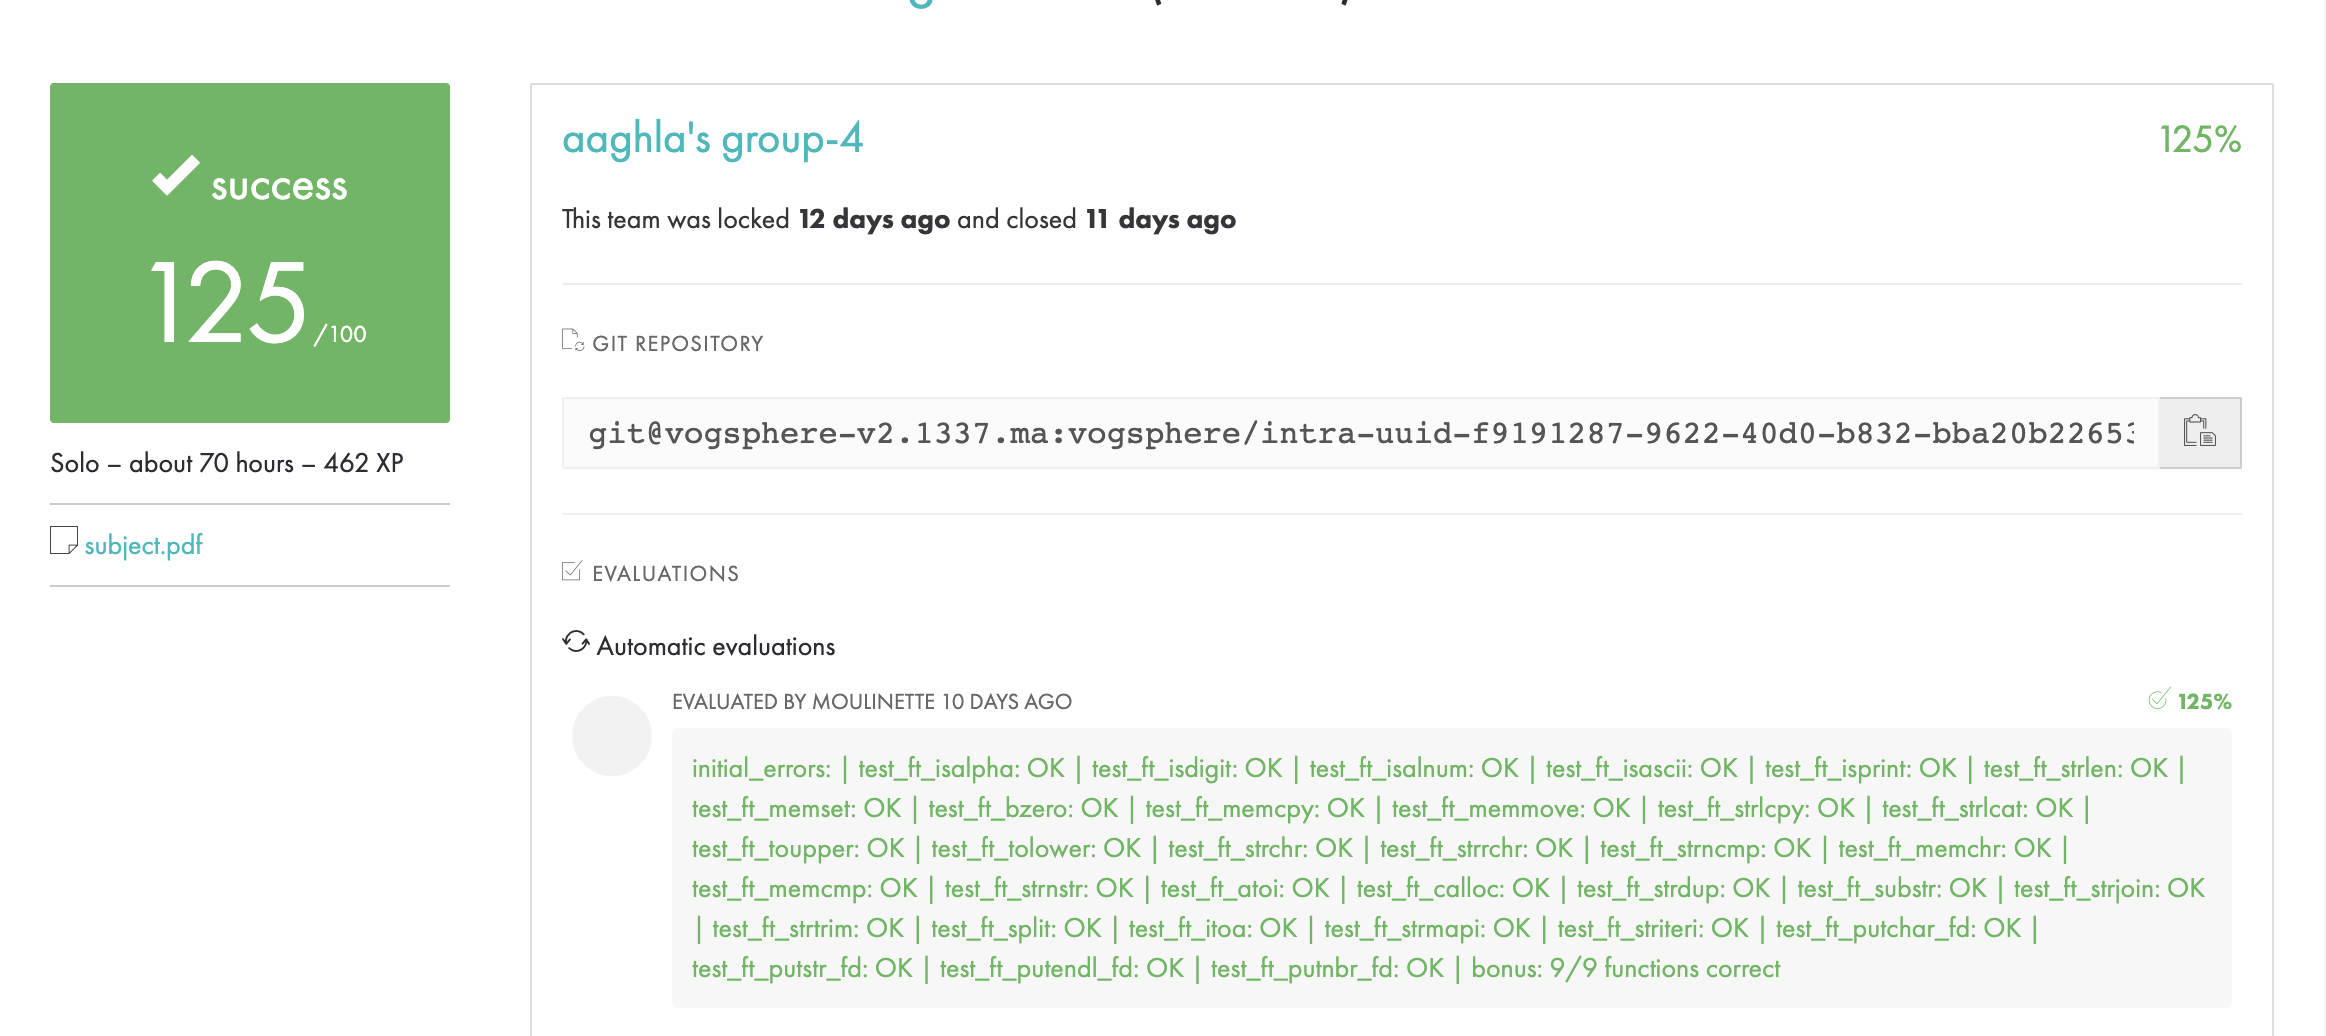 success
125/100
Solo – about 70 hours – 462 XP
subject.pdf
aaghla's group-4
125%
This team was locked 12 days ago and closed 11 days ago
GIT REPOSITORY
git@vogsphere-v2.1337.ma:vogsphere/intra-uuid-f9191287-9622-40d0-b832-bba20b22653
EVALUATIONS
Automatic evaluations
EVALUATED BY MOULINETTE 10 DAYS AGO
125%
initial_errors: | test_ft_isalpha: OK | test_ft_isdigit: OK | test_ft_isalnum: OK | test_ft_isascii: OK | test_ft_isprint: OK | test_ft_strlen: OK |
test_ft_memset: OK | test_ft_bzero: OK | test_ft_memcpy: OK | test_ft_memmove: OK | test_ft_strlcpy: OK | test_ft_strlcat: OK |
test_ft_toupper: OK | test_ft_tolower: OK | test_ft_strchr: OK | test_ft_strrchr: OK | test_ft_strncmp: OK | test_ft_memchr: OK |
test_ft_memcmp: OK | test_ft_strnstr: OK | test_ft_atoi: OK | test_ft_calloc: OK | test_ft_strdup: OK | test_ft_substr: OK | test_ft_strjoin: OK
| test_ft_strtrim: OK | test_ft_split: OK | test_ft_itoa: OK | test_ft_strmapi: OK | test_ft_striteri: OK | test_ft_putchar_fd: OK |
test_ft_putstr_fd: OK | test_ft_putendl_fd: OK | test_ft_putnbr_fd: OK | bonus: 9/9 functions correct